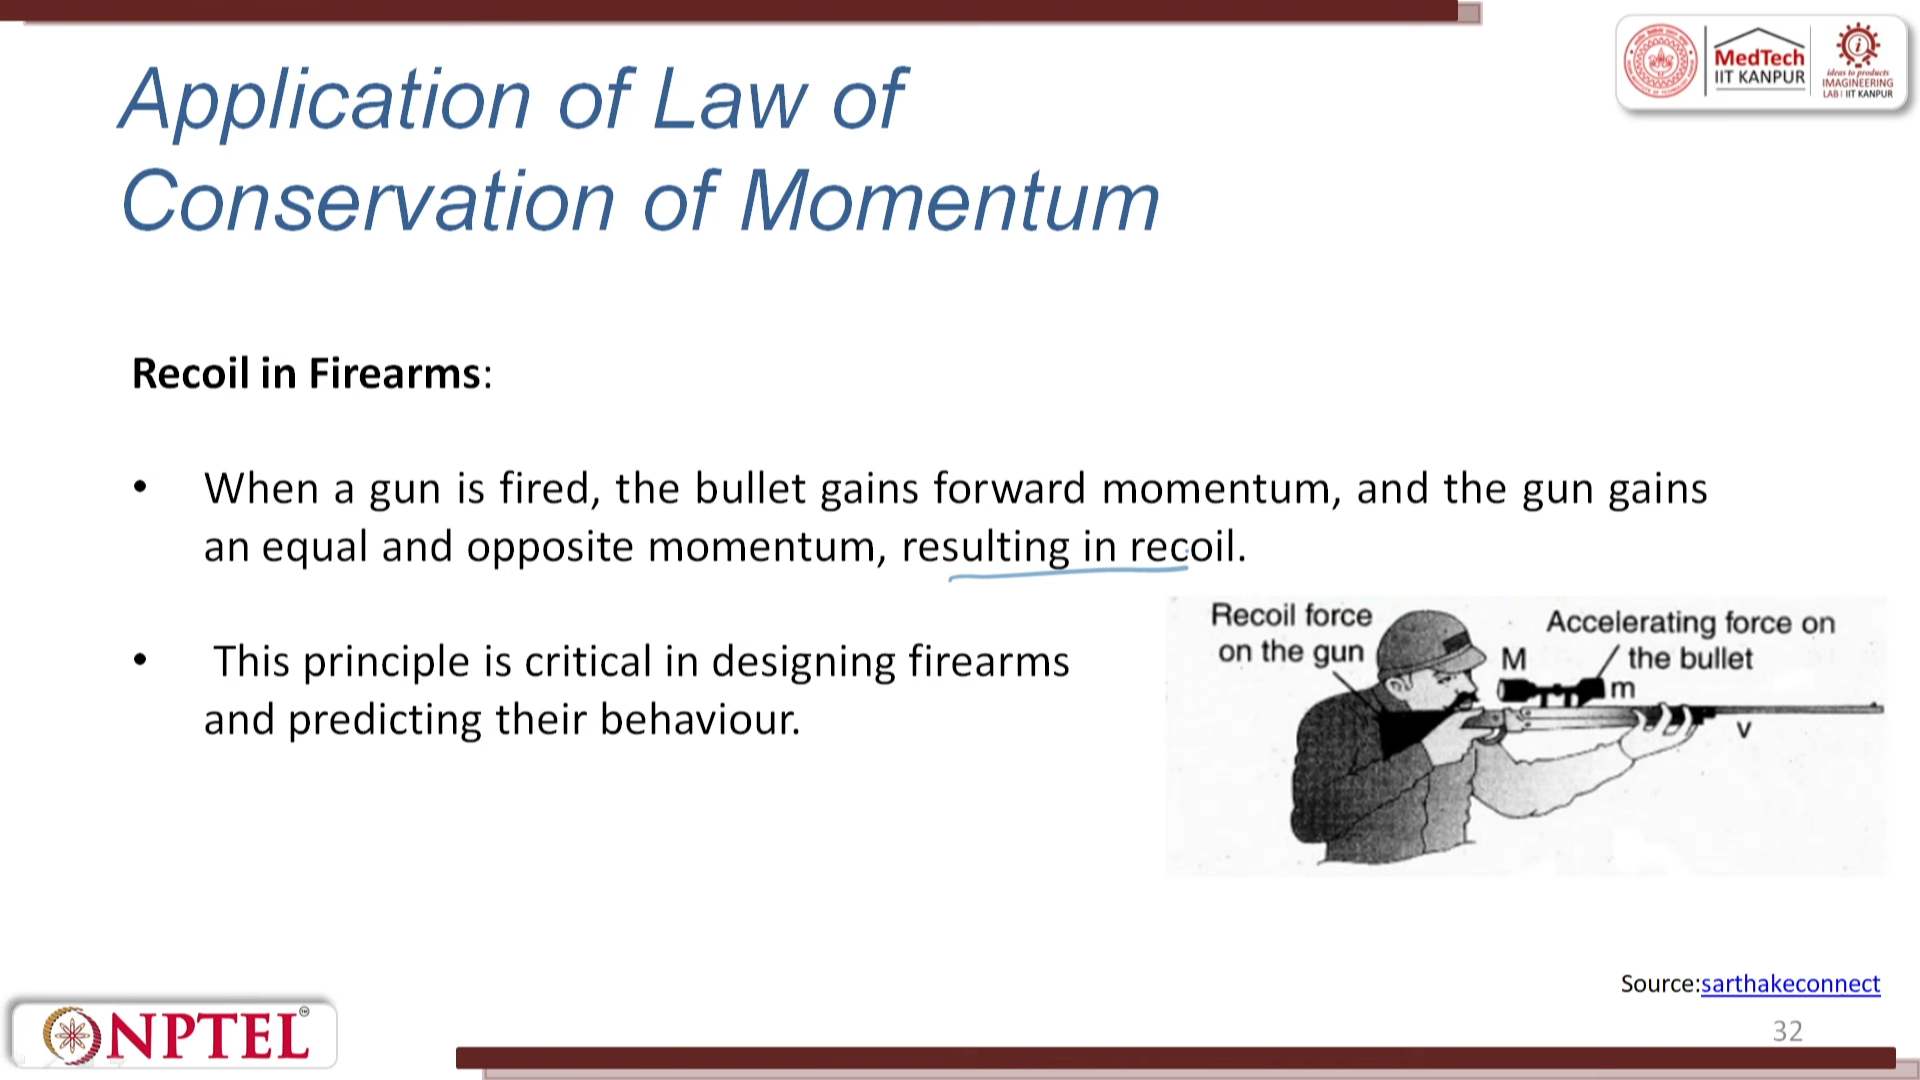 MedTech
IIT KANPUR
ideas to products
IMAGINEERING
LAB | IIT KANPUR
Application of Law of
Conservation of Momentum
Recoil in Firearms:
• When a gun is fired, the bullet gains forward momentum, and the gun gains
an equal and opposite momentum, resulting in recoil.
• This principle is critical in designing firearms
and predicting their behaviour.
Recoil force
on the gun
M
Accelerating force on
the bullet
m
v
Source:sarthakeconnect
32
NPTEL™